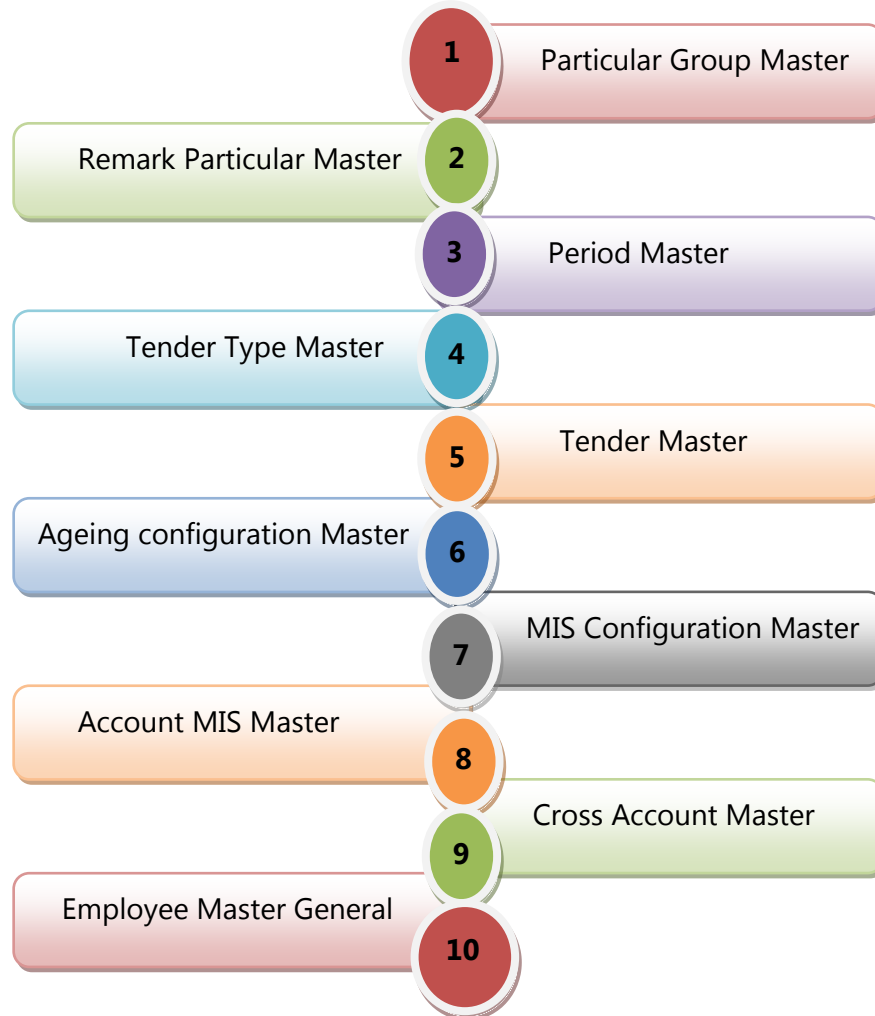 1
Particular Group Master
Remark Particular Master
2
3
Period Master
Tender Type Master
4
5
Tender Master
Ageing configuration Master
6
7
MIS Configuration Master
Account MIS Master
8
9
Cross Account Master
Employee Master General
10